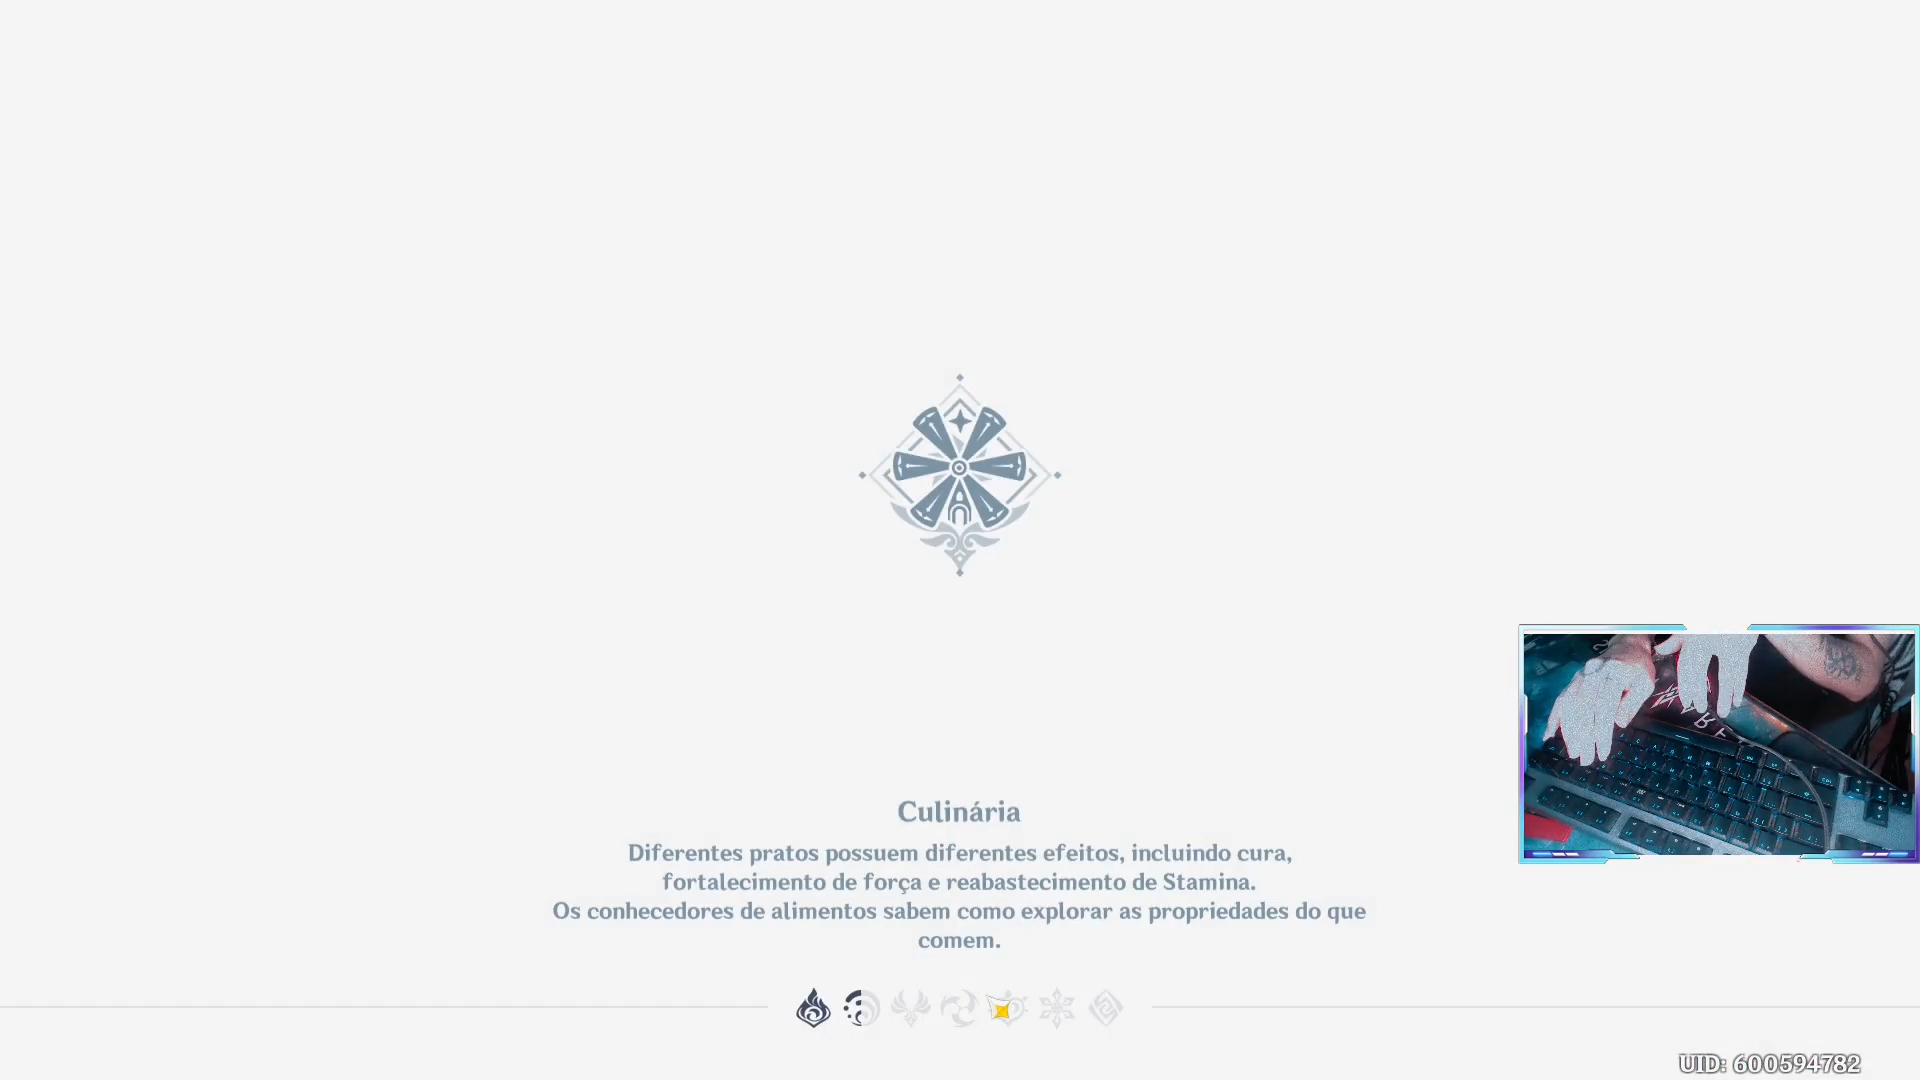 Culinária
Diferentes pratos possuem diferentes efeitos, incluindo cura,
fortalecimento de força e reabastecimento de Stamina.
Os conhecedores de alimentos sabem como explorar as propriedades do que
comem.
UID: 600594782